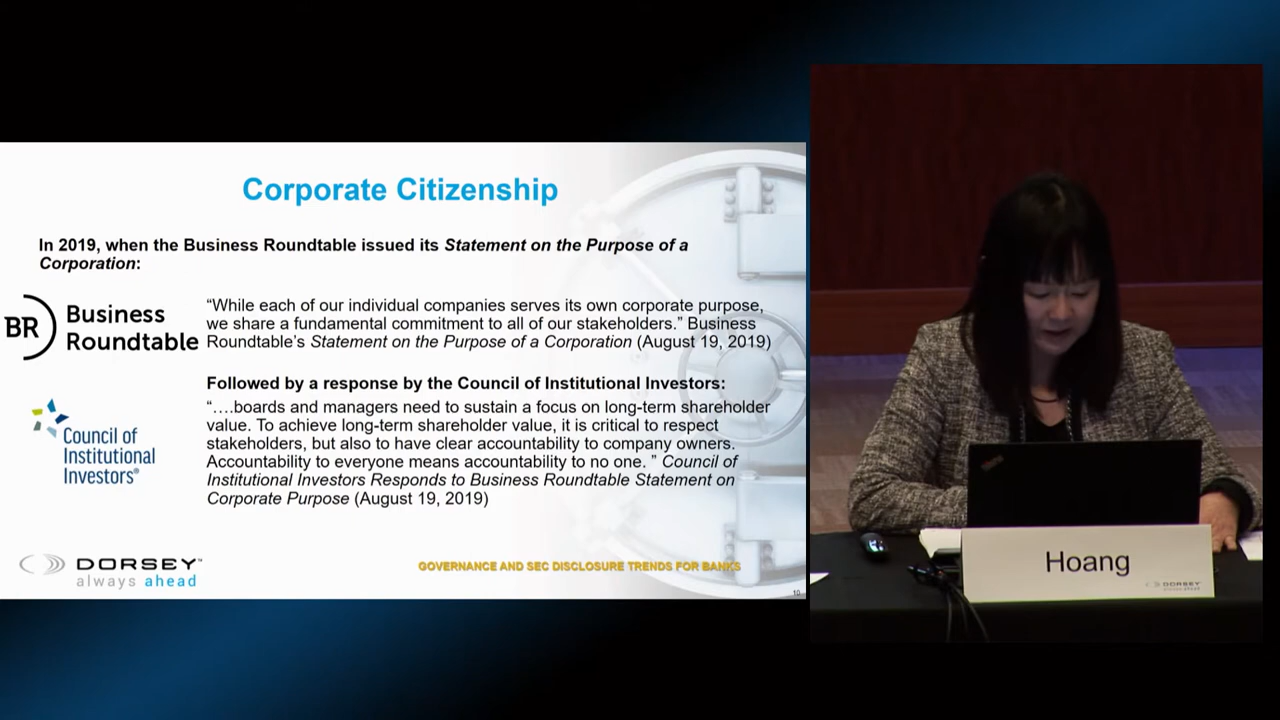 Corporate Citizenship
In 2019, when the Business Roundtable issued its Statement on the Purpose of a
Corporation:
BR Business
Roundtable
“While each of our individual companies serves its own corporate purpose,
we share a fundamental commitment to all of our stakeholders.” Business
Roundtable’s Statement on the Purpose of a Corporation (August 19, 2019)
Followed by a response by the Council of Institutional Investors:
Council of
Institutional
Investors®
“….boards and managers need to sustain a focus on long-term shareholder
value. To achieve long-term shareholder value, it is critical to respect
stakeholders, but also to have clear accountability to company owners.
Accountability to everyone means accountability to no one. ” Council of
Institutional Investors Responds to Business Roundtable Statement on
Corporate Purpose (August 19, 2019)
DORSEY™
always ahead
GOVERNANCE AND SEC DISCLOSURE TRENDS FOR BANKS
10
Hoang
DORSEY